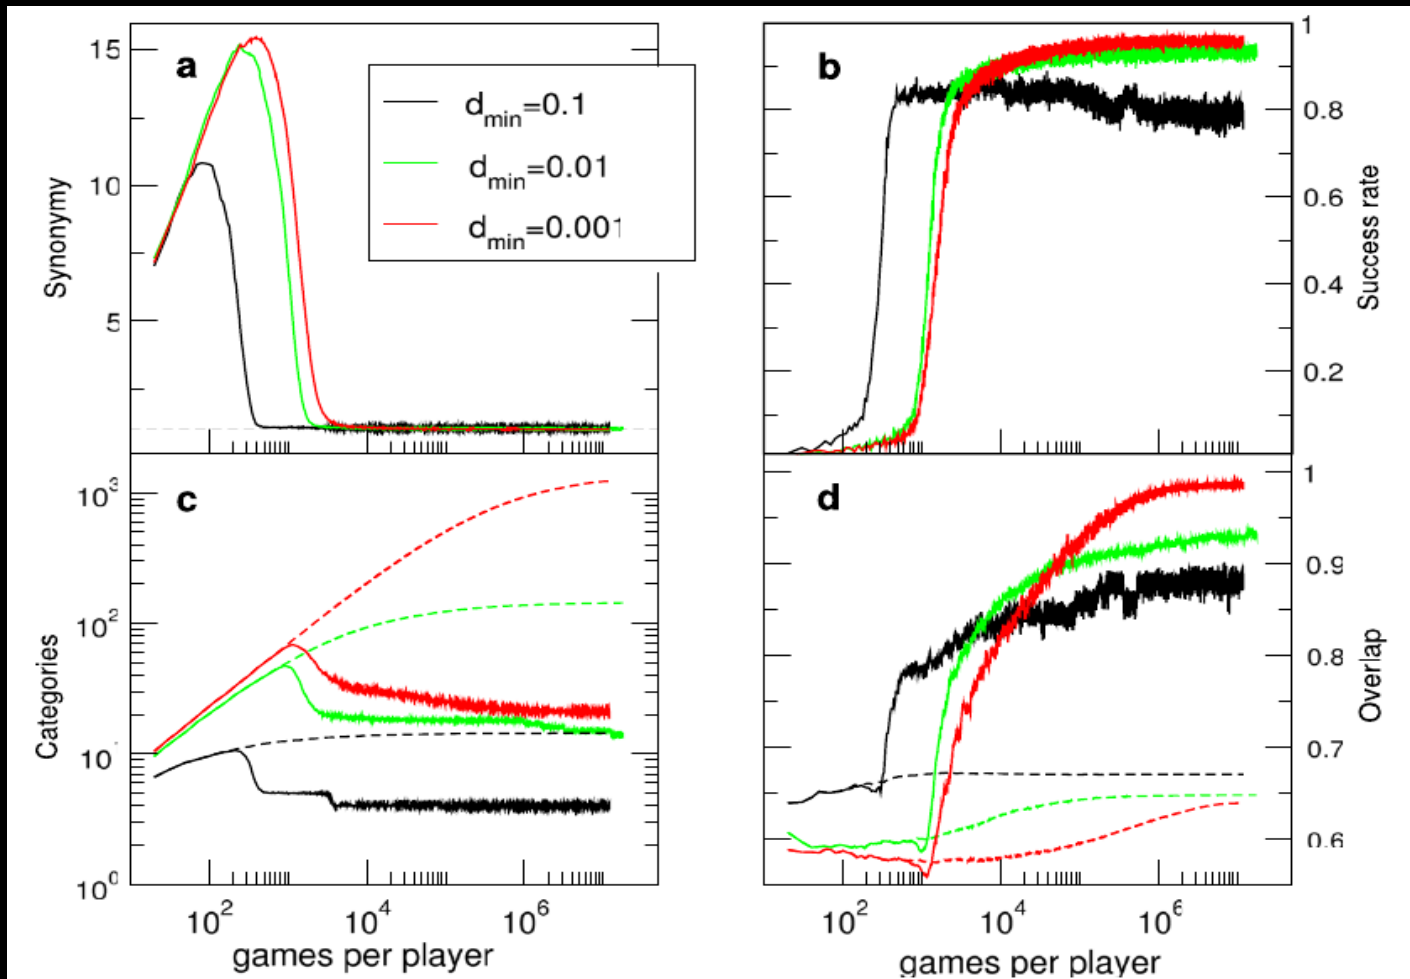 a
15
10
5
Synonymy
d_min=0.1
d_min=0.01
d_min=0.001
b
1
0.8
0.6
0.4
0.2
Success rate
c
10^3
10^2
10^1
10^0
Categories
10^2 10^4 10^6
games per player
d
1
0.9
0.8
0.7
0.6
Overlap
10^2 10^4 10^6
games per player